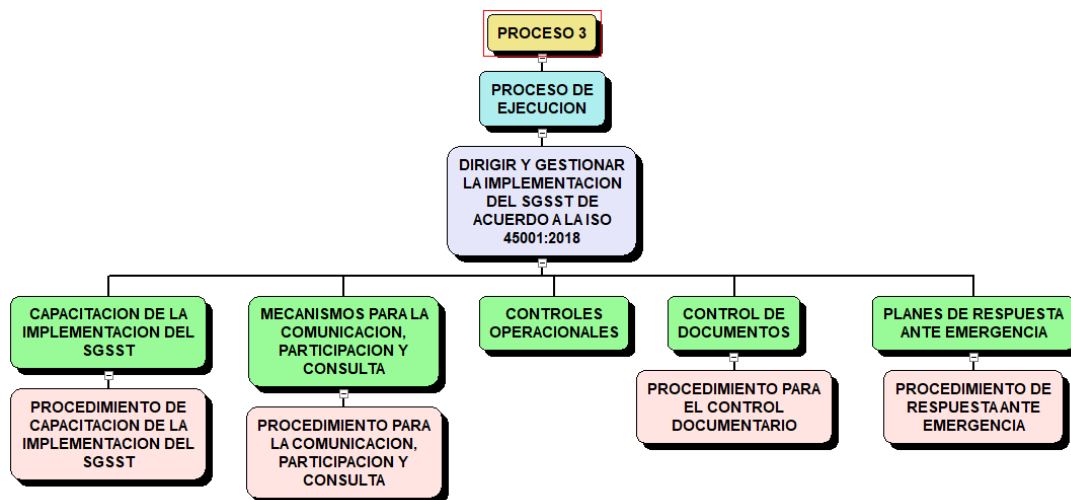 PROCESO 3
PROCESO DE
EJECUCION
DIRIGIR Y GESTIONAR
LA IMPLEMENTACION
DEL SGSST DE
ACUERDO A LA ISO
45001:2018
CAPACITACION DE LA
IMPLEMENTACION DEL
SGSST
MECANISMOS PARA LA
COMUNICACION,
PARTICIPACION Y
CONSULTA
CONTROLES
OPERACIONALES
CONTROL DE
DOCUMENTOS
PLANES DE RESPUESTA
ANTE EMERGENCIA
PROCEDIMIENTO DE
CAPACITACION DE LA
IMPLEMENTACION DEL
SGSST
PROCEDIMIENTO PARA
LA COMUNICACION,
PARTICIPACION Y
CONSULTA
PROCEDIMIENTO PARA
EL CONTROL
DOCUMENTARIO
PROCEDIMIENTO DE
RESPUESTA ANTE
EMERGENCIA